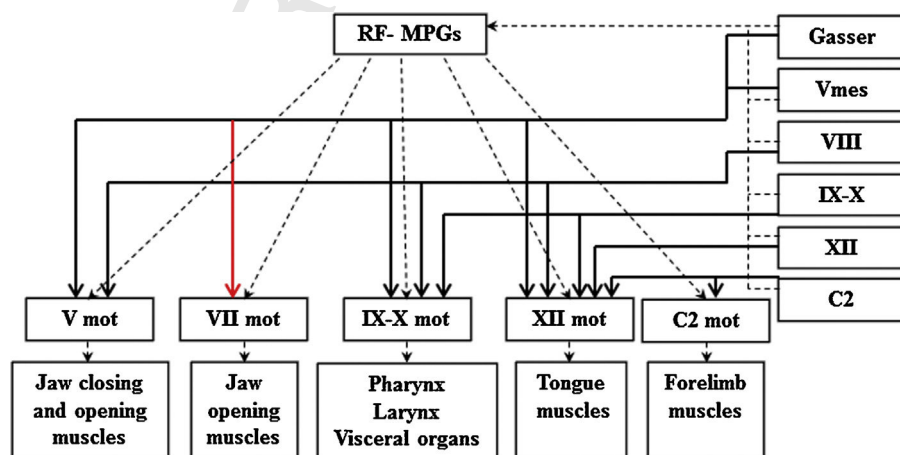 RF- MPGs
Gasser
Vmes
VIII
IX-X
XII
C2
V mot
VII mot
IX-X mot
XII mot
C2 mot
Jaw closing
and opening
muscles
Jaw
opening
muscles
Pharynx
Larynx
Visceral organs
Tongue
muscles
Forelimb
muscles